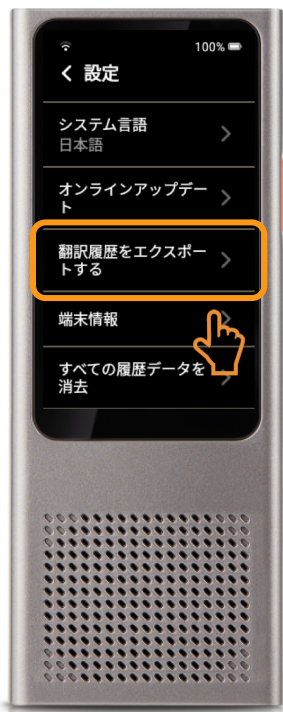 100%
設定
システム言語
日本語
オンラインアップデー
ト
翻訳履歴をエクスポー
トする
端末情報
すべての履歴データを
消去